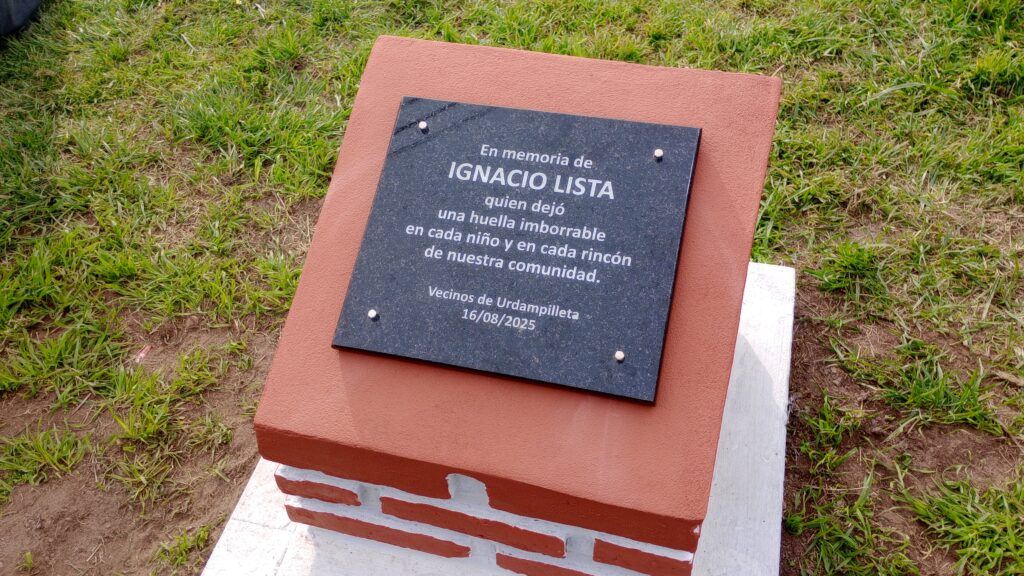 En memoria de
IGNACIO LISTA
quien dejó
una huella imborrable
en cada niño y en cada rincón
de nuestra comunidad.
Vecinos de Urdampilleta
16/08/2025